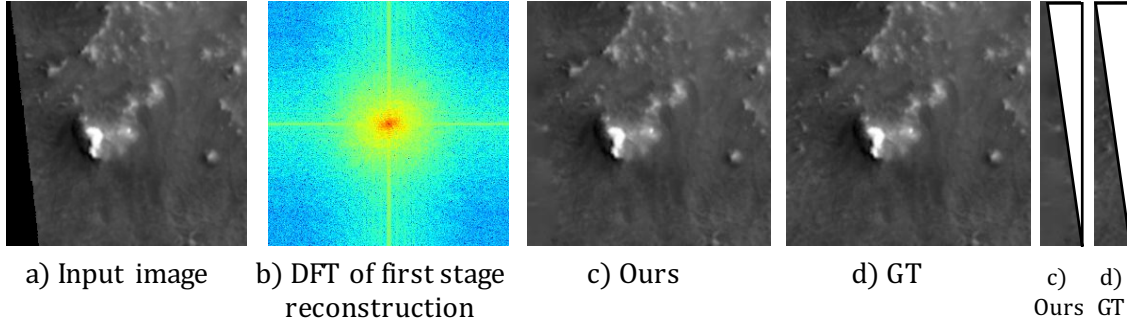 a) Input image
b) DFT of first stage
reconstruction
c) Ours
d) GT
c)
Ours
d)
GT